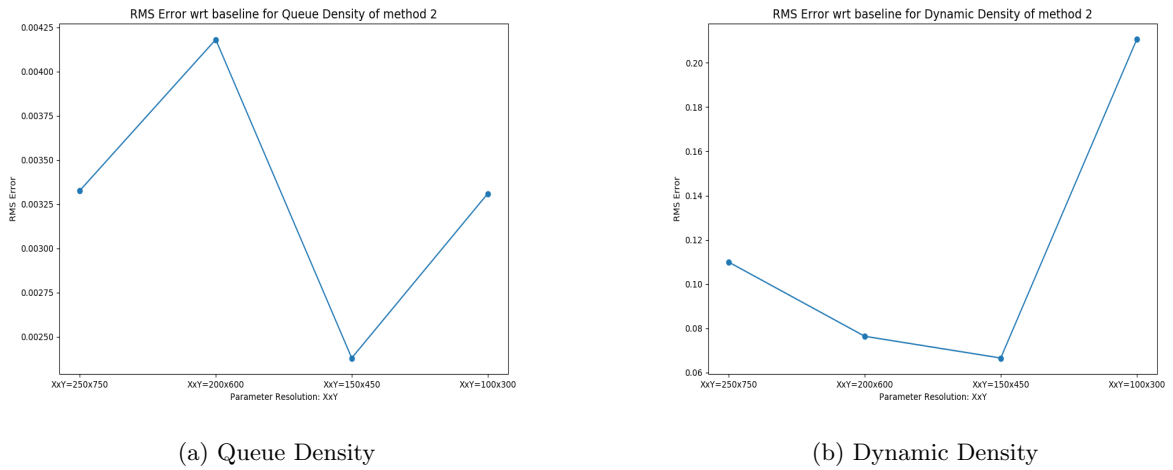 RMS Error wrt baseline for Queue Density of method 2
0.00425
0.00400
0.00375
0.00350
0.00325
0.00300
0.00275
0.00250
RMS Error
XxY=250x750 XxY=200x600 XxY=150x450 XxY=100x300
Parameter Resolution: XxY
(a) Queue Density
RMS Error wrt baseline for Dynamic Density of method 2
0.20
0.18
0.16
0.14
0.12
0.10
0.08
0.06
RMS Error
XxY=250x750 XxY=200x600 XxY=150x450 XxY=100x300
Parameter Resolution: XxY
(b) Dynamic Density